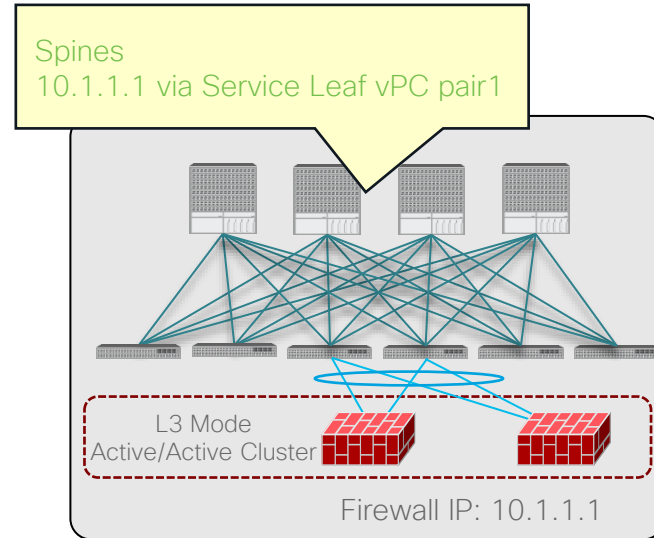 Spines
10.1.1.1 via Service Leaf vPC pair1
L3 Mode
Active/Active Cluster
Firewall IP: 10.1.1.1